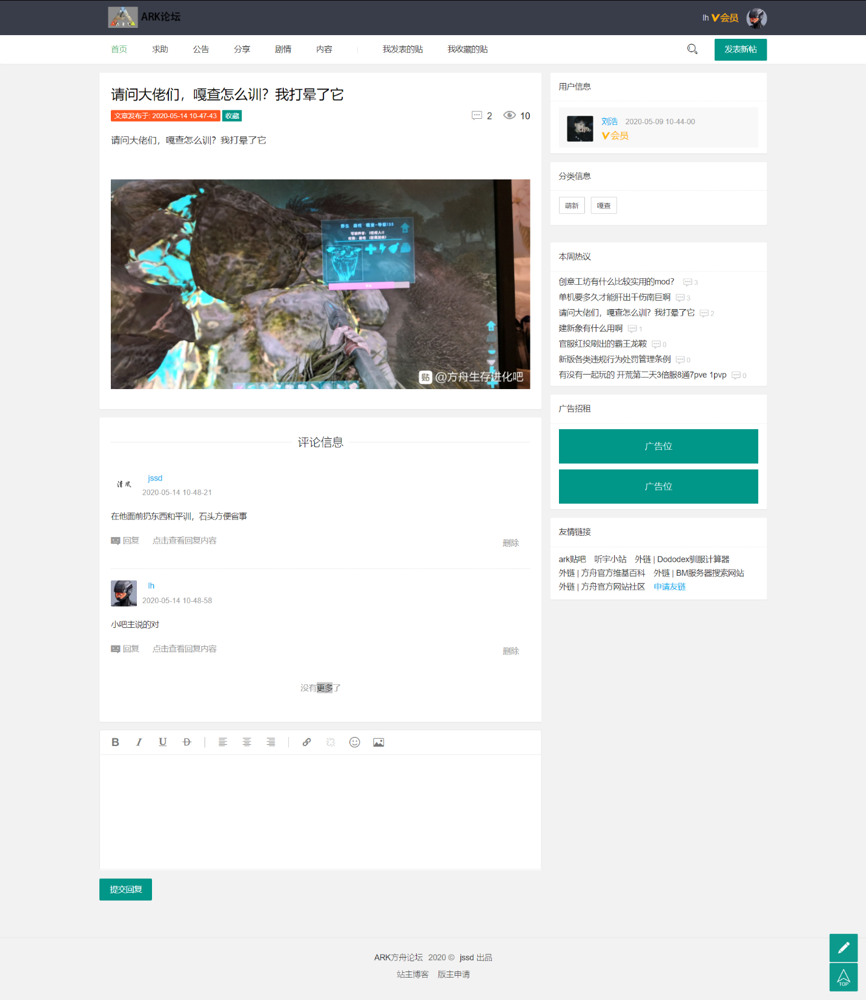 ARK论坛
lh V会员
首页 求助 公告 分享 剧情 内容 我发表的贴 我收藏的贴 发表新帖
请问大佬们，嘎查怎么训？我打晕了它
文章发布于: 2020-05-14 10-47-43 收藏 2 10
请问大佬们，嘎查怎么训？我打晕了它
贴 @方舟生存进化吧
评论信息
jssd
清风
2020-05-14 10-48-21
在他面前扔东西和平训，石头方便省事
回复 点击查看回复内容 删除
lh
2020-05-14 10-48-58
小吧主说的对
回复 点击查看回复内容 删除
没有更多了
B I U D
提交回复
用户信息
刘浩 2020-05-09 10-44-00
V会员
分类信息
萌新 嘎查
本周热议
创意工坊有什么比较实用的mod？ 3
单机要多久才能肝出千伤南巨啊 3
请问大佬们，嘎查怎么训？我打晕了它 2
建新象有什么用啊 1
官服红投刷出的霸王龙鞍 0
新版各类违规行为处罚管理条例 0
有没有一起玩的 开荒第二天3倍服8通7pve 1pvp 0
广告招租
广告位
广告位
友情链接
ark贴吧 听宇小站 外链 | Dododex驯服计算器
外链 | 方舟官方维基百科 外链 | BM服务器搜索网站
外链 | 方舟官方网站社区 申请友链
ARK方舟论坛 2020 © jssd 出品
站主博客 版主申请
TOP